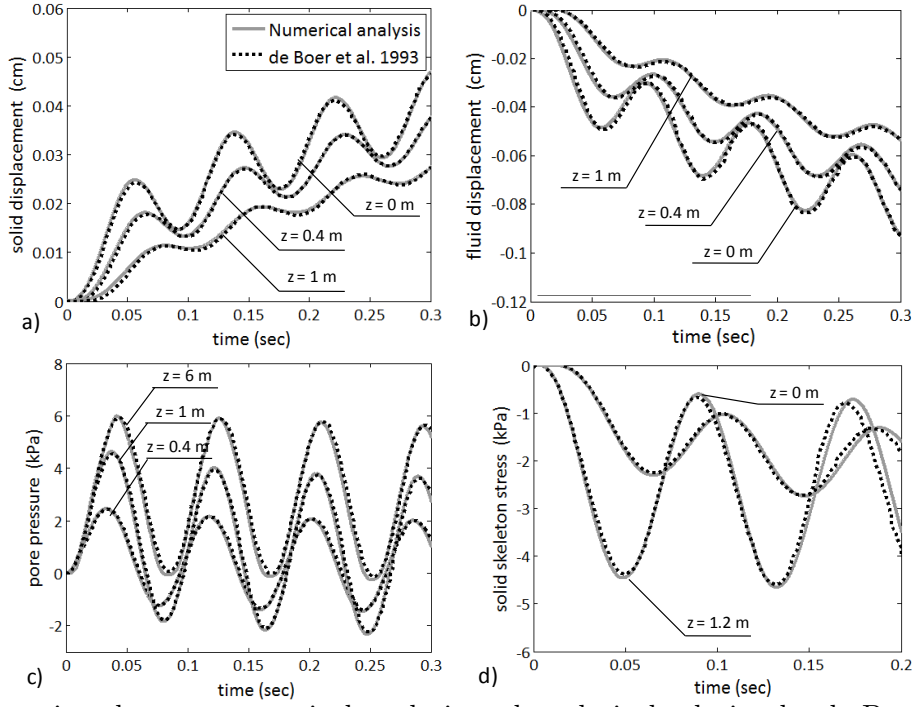 0.06
0.05
0.04
0.03
0.02
0.01
0
solid displacement (cm)
Numerical analysis
de Boer et al. 1993
z = 0 m
z = 0.4 m
z = 1 m
0 0.05 0.1 0.15 0.2 0.25 0.3
time (sec)
a)
0
-0.02
-0.04
-0.06
-0.08
-0.1
-0.12
fluid displacement (cm)
z = 1 m
z = 0.4 m
z = 0 m
0 0.05 0.1 0.15 0.2 0.25 0.3
time (sec)
b)
8
6
4
2
0
-2
pore pressure (kPa)
z = 6 m
z = 1 m
z = 0.4 m
0 0.05 0.1 0.15 0.2 0.25 0.3
time (sec)
c)
0
-1
-2
-3
-4
-5
-6
solid skeleton stress (kPa)
z = 0 m
z = 1.2 m
0 0.05 0.1 0.15 0.2
time (sec)
d)